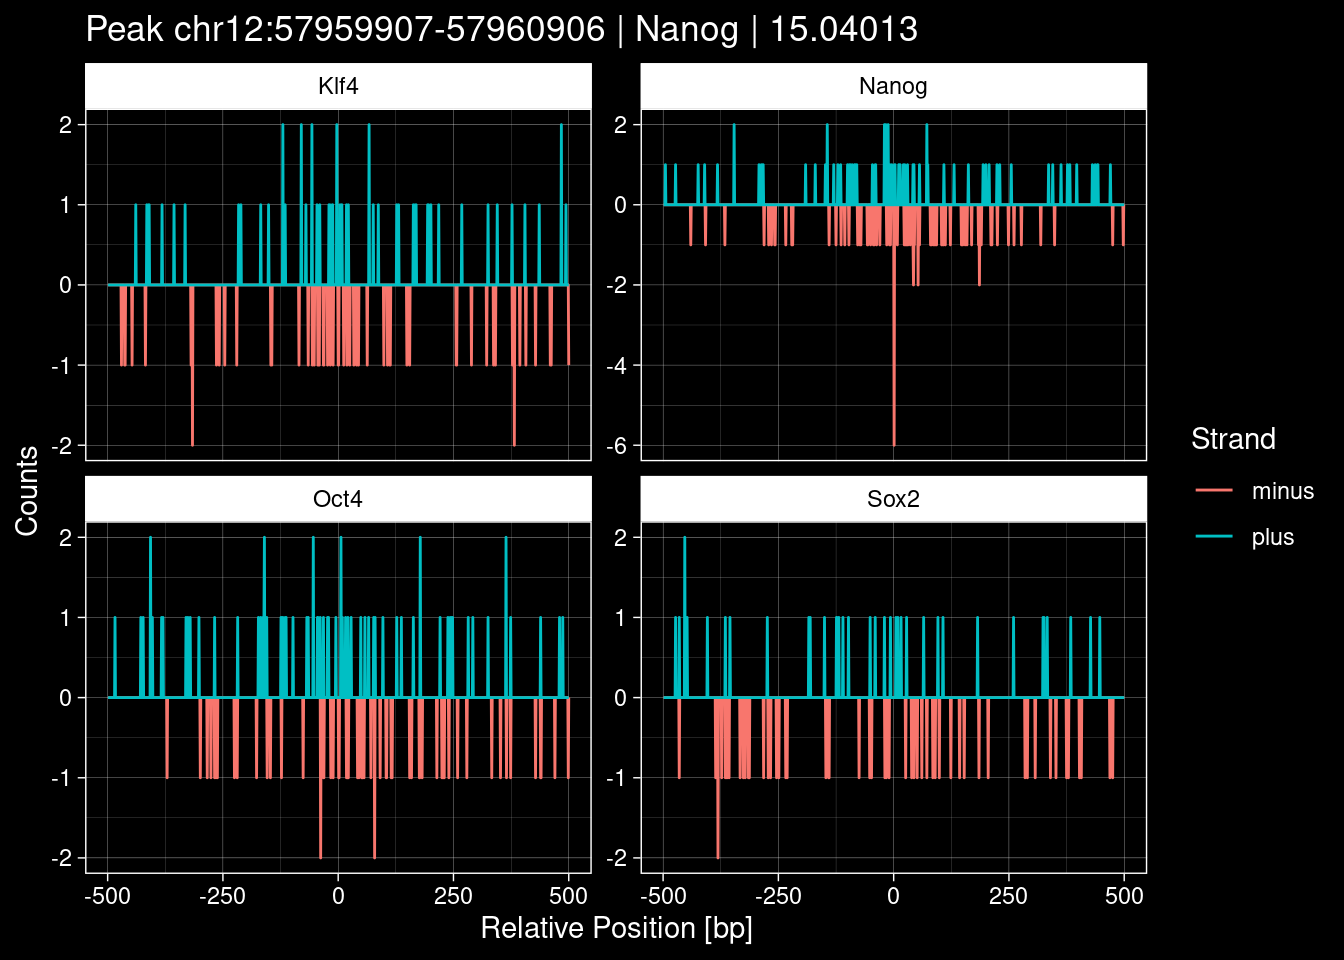 Peak chr12:57959907-57960906 | Nanog | 15.04013
Klf4
Nanog
2
1
0
-1
-2
2
0
-2
-4
-6
Oct4
Sox2
2
1
0
-1
-2
2
1
0
-1
-2
-500 -250 0 250 500
-500 -250 0 250 500
Relative Position [bp]
Counts
Strand
minus
plus